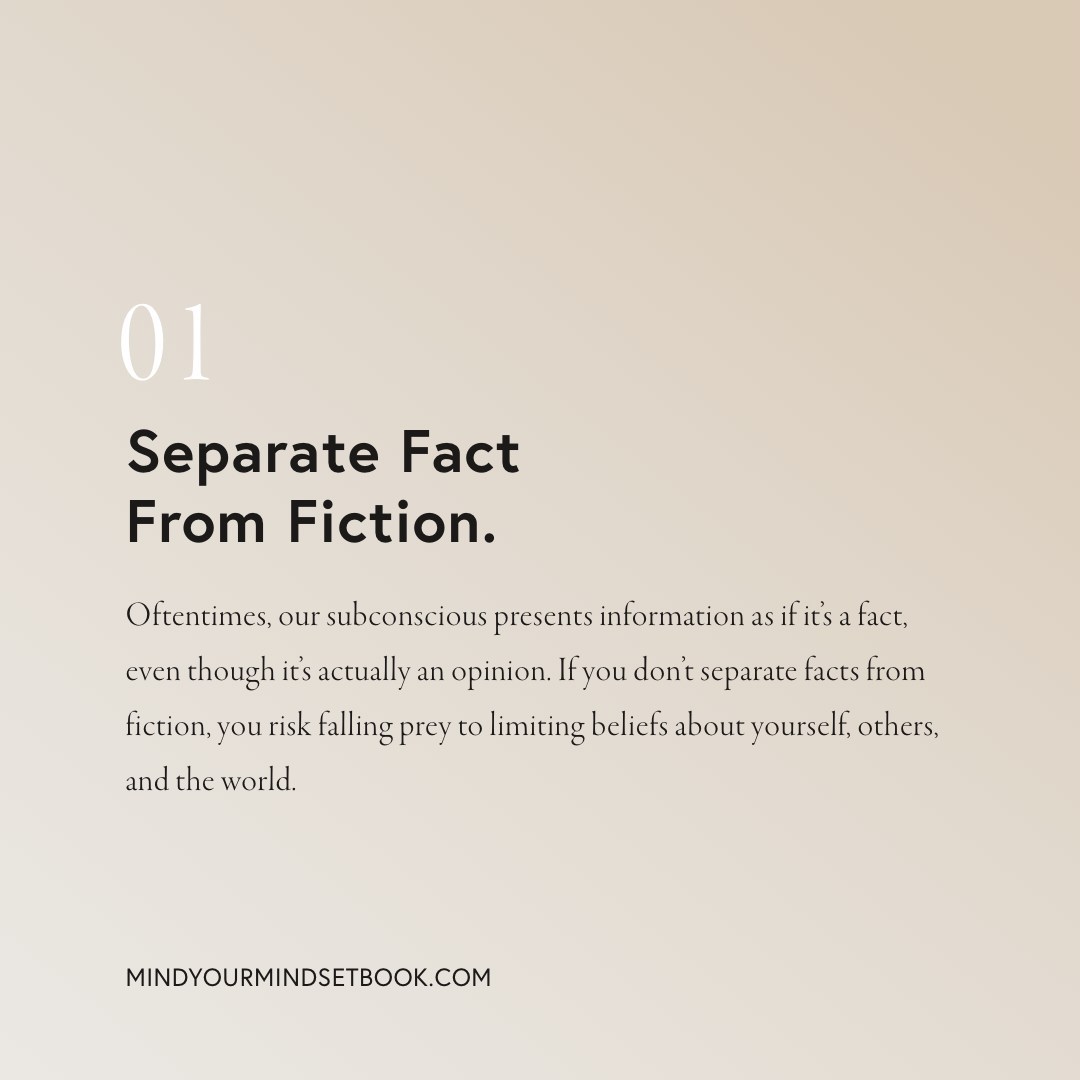 01
Separate Fact
From Fiction.
Oftentimes, our subconscious presents information as if it’s a fact,
even though it’s actually an opinion. If you don’t separate facts from
fiction, you risk falling prey to limiting beliefs about yourself, others,
and the world.
MINDYOURMINDSETBOOK.COM